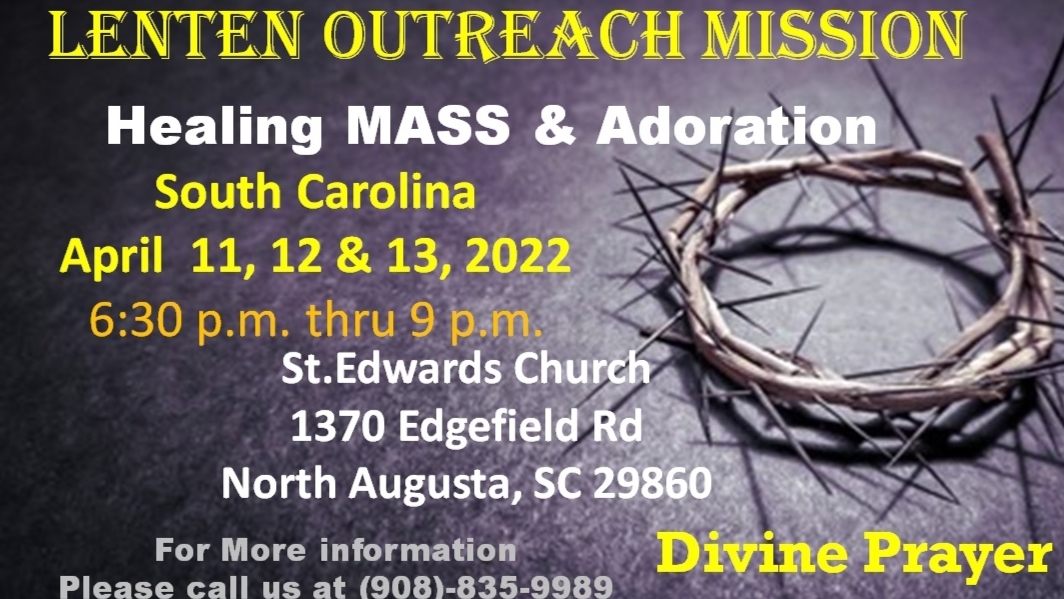 LENTEN OUTREACH MISSION
Healing MASS & Adoration
South Carolina
April 11, 12 & 13, 2022
6:30 p.m. thru 9 p.m.
St.Edwards Church
1370 Edgefield Rd
North Augusta, SC 29860
For More information
Please call us at (908)-835-9989
Divine Prayer